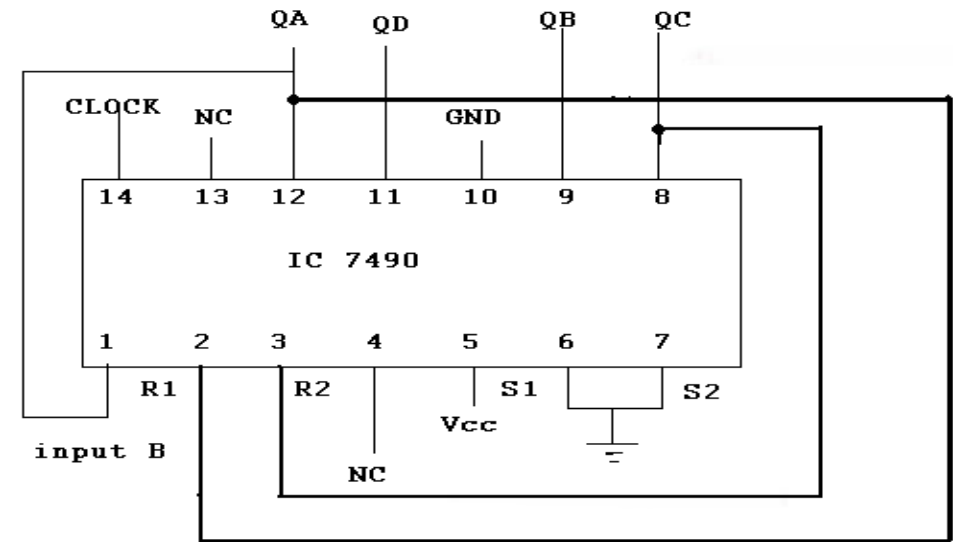 QA QD QB QC
CLOCK NC GND
14 13 12 11 10 9 8
IC 7490
1 2 3 4 5 6 7
R1 R2 S1 S2
Vcc
input B
NC